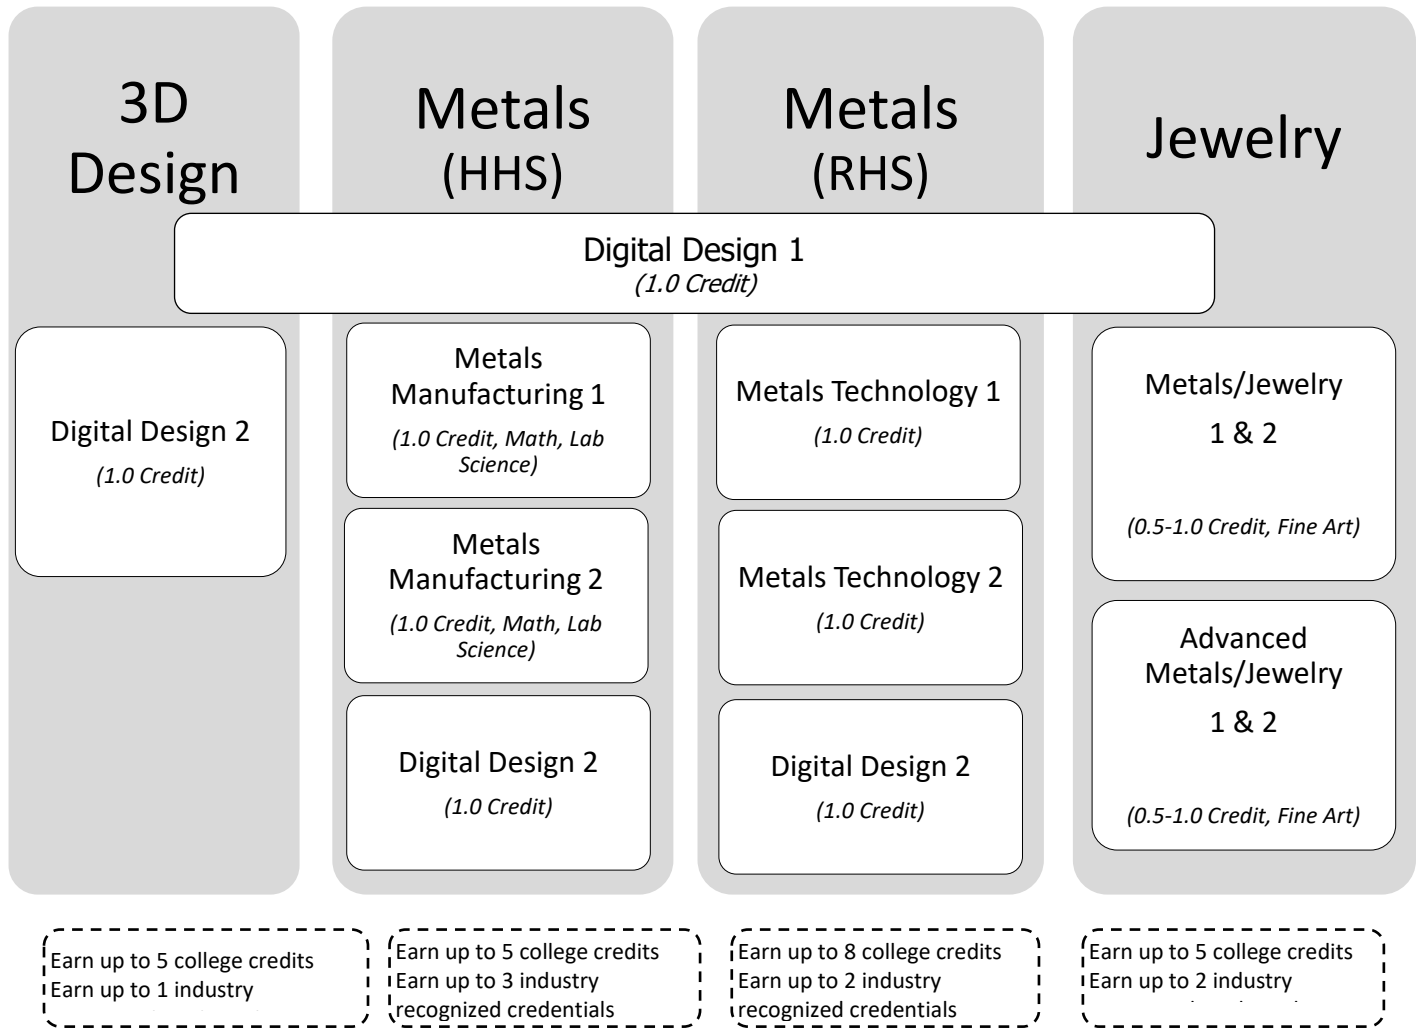 3D
Design
Metals
(HHS)
Metals
(RHS)
Jewelry
Digital Design 1
(1.0 Credit)
Digital Design 2
(1.0 Credit)
Metals
Manufacturing 1
(1.0 Credit, Math, Lab
Science)
Metals
Manufacturing 2
(1.0 Credit, Math, Lab
Science)
Digital Design 2
(1.0 Credit)
Metals Technology 1
(1.0 Credit)
Metals Technology 2
(1.0 Credit)
Digital Design 2
(1.0 Credit)
Metals/Jewelry
1 & 2
(0.5-1.0 Credit, Fine Art)
Advanced
Metals/Jewelry
1 & 2
(0.5-1.0 Credit, Fine Art)
Earn up to 5 college credits
Earn up to 1 industry
Earn up to 5 college credits
Earn up to 3 industry
recognized credentials
Earn up to 8 college credits
Earn up to 2 industry
recognized credentials
Earn up to 5 college credits
Earn up to 2 industry